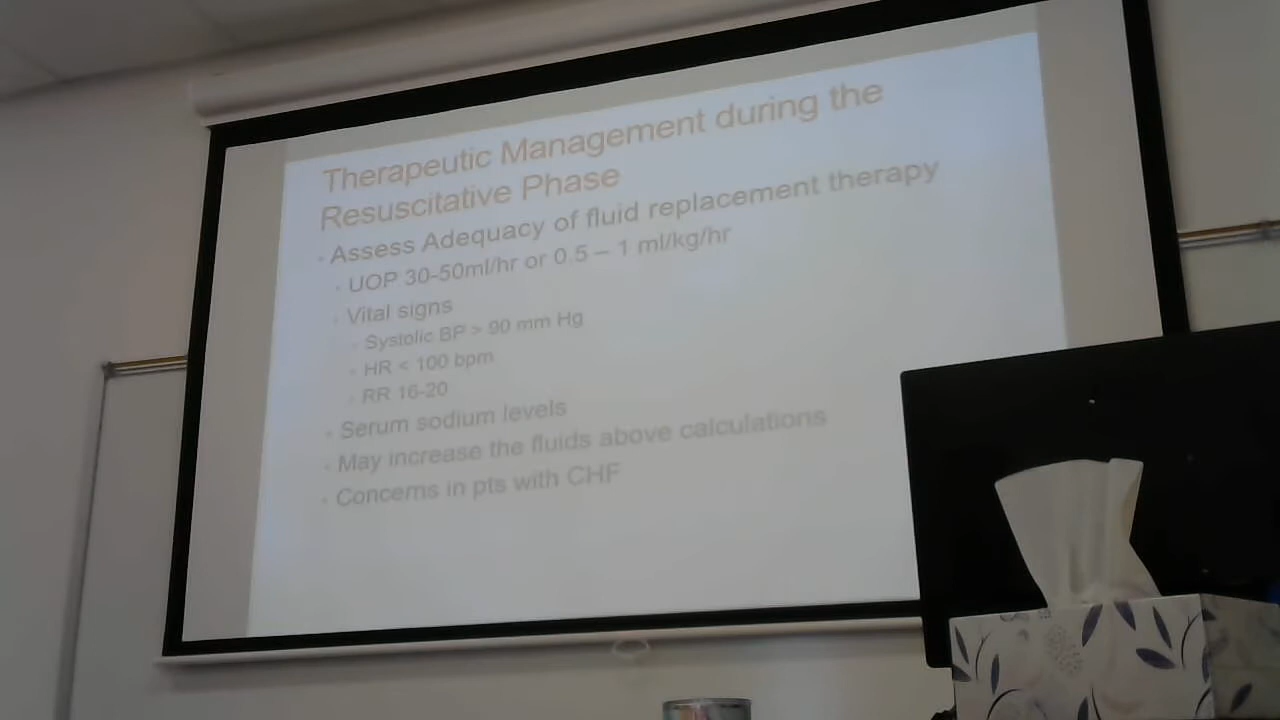 Therapeutic Management during the
Resuscitative Phase
Assess Adequacy of fluid replacement therapy
UOP 30-50ml/hr or 0.5 – 1 ml/kg/hr
Vital signs
Systolic BP > 90 mm Hg
HR < 100 bpm
RR 16-20
Serum sodium levels
May increase the fluids above calculations
Concerns in pts with CHF